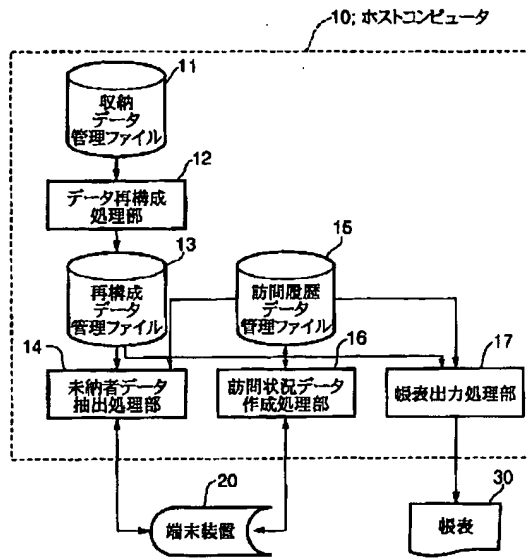 10; ホストコンピュータ
11
収納
データ
管理ファイル
12
データ再構成
処理部
13
再構成
データ
管理ファイル
15
訪問履歴
データ
管理ファイル
14
未納者データ
抽出処理部
16
訪問状況データ
作成処理部
17
帳表出力処理部
20
端末装置
30
帳表